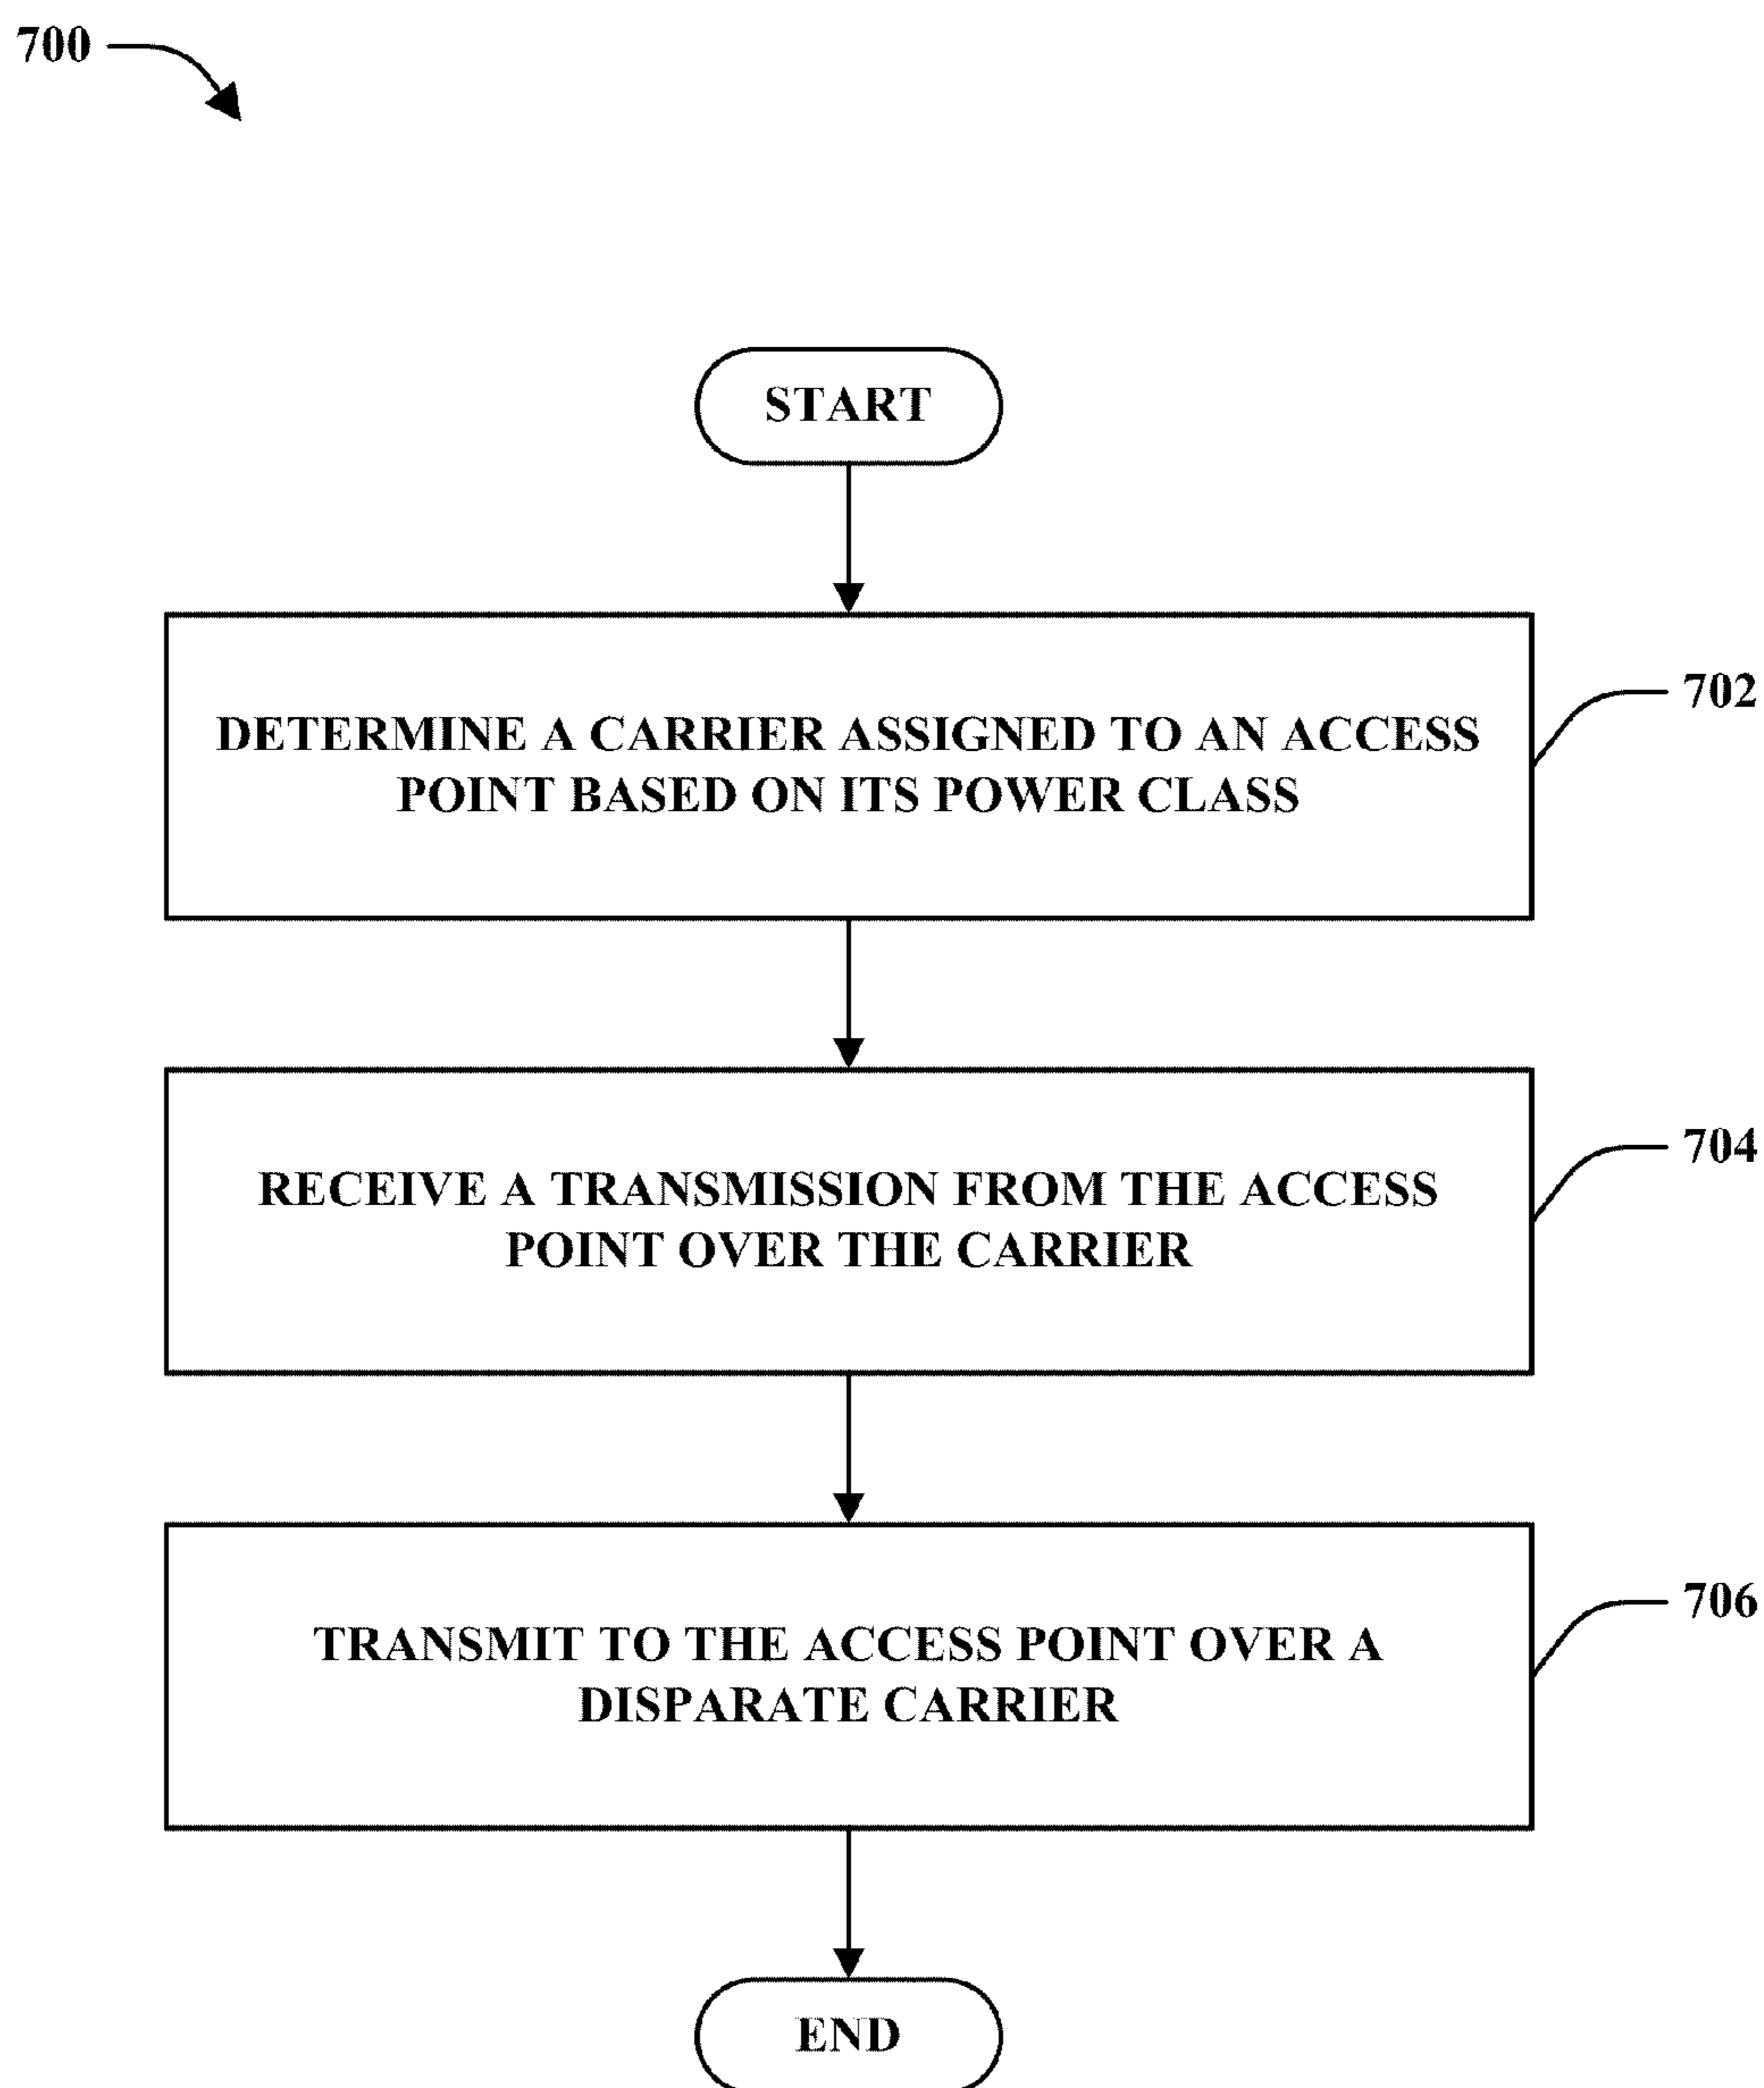 700
START
DETERMINE A CARRIER ASSIGNED TO AN ACCESS
POINT BASED ON ITS POWER CLASS
702
RECEIVE A TRANSMISSION FROM THE ACCESS
POINT OVER THE CARRIER
704
TRANSMIT TO THE ACCESS POINT OVER A
DISPARATE CARRIER
706
END